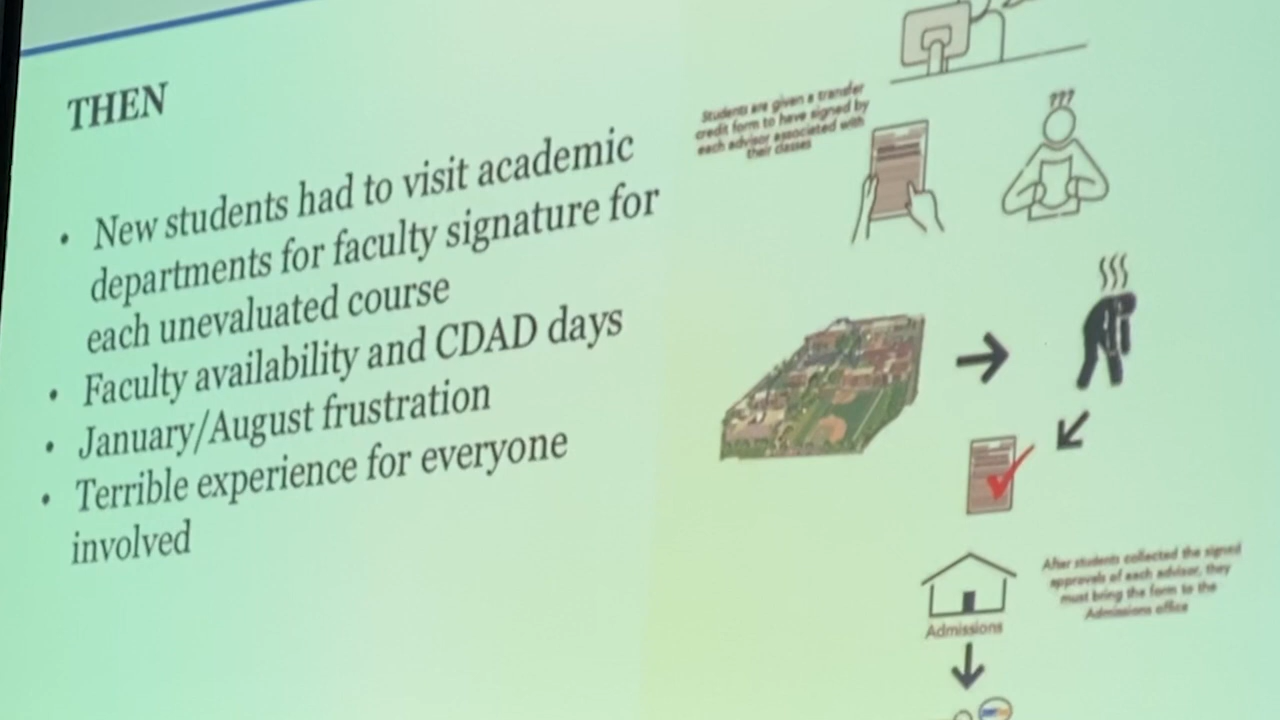 THEN
• New students had to visit academic
departments for faculty signature for
each unevaluated course
• Faculty availability and CDAD days
• January/August frustration
• Terrible experience for everyone
involved
Students are given a transfer
credit form to have signed by
each advisor associated with
their classes
???
After students collected the signed
approvals of each advisor, they
must bring the form to the
Admissions office
Admissions